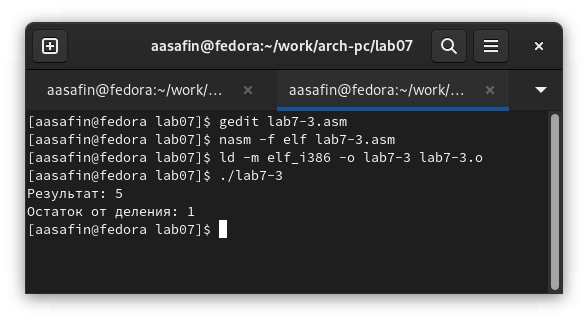 aasafin@fedora:~/work/arch-pc/lab07
aasafin@fedora:~/work/...
aasafin@fedora:~/work/...
[aasafin@fedora lab07]$ gedit lab7-3.asm
[aasafin@fedora lab07]$ nasm -f elf lab7-3.asm
[aasafin@fedora lab07]$ ld -m elf_i386 -o lab7-3 lab7-3.o
[aasafin@fedora lab07]$ ./lab7-3
Результат: 5
Остаток от деления: 1
[aasafin@fedora lab07]$